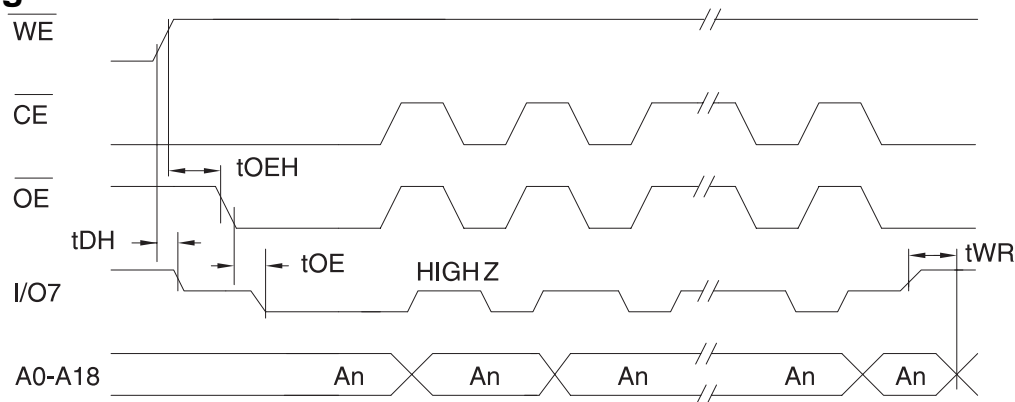 g
WE
CE
tOEH
OE
tDH
tOE
HIGH Z
tWR
I/O7
A0-A18
An An An An An